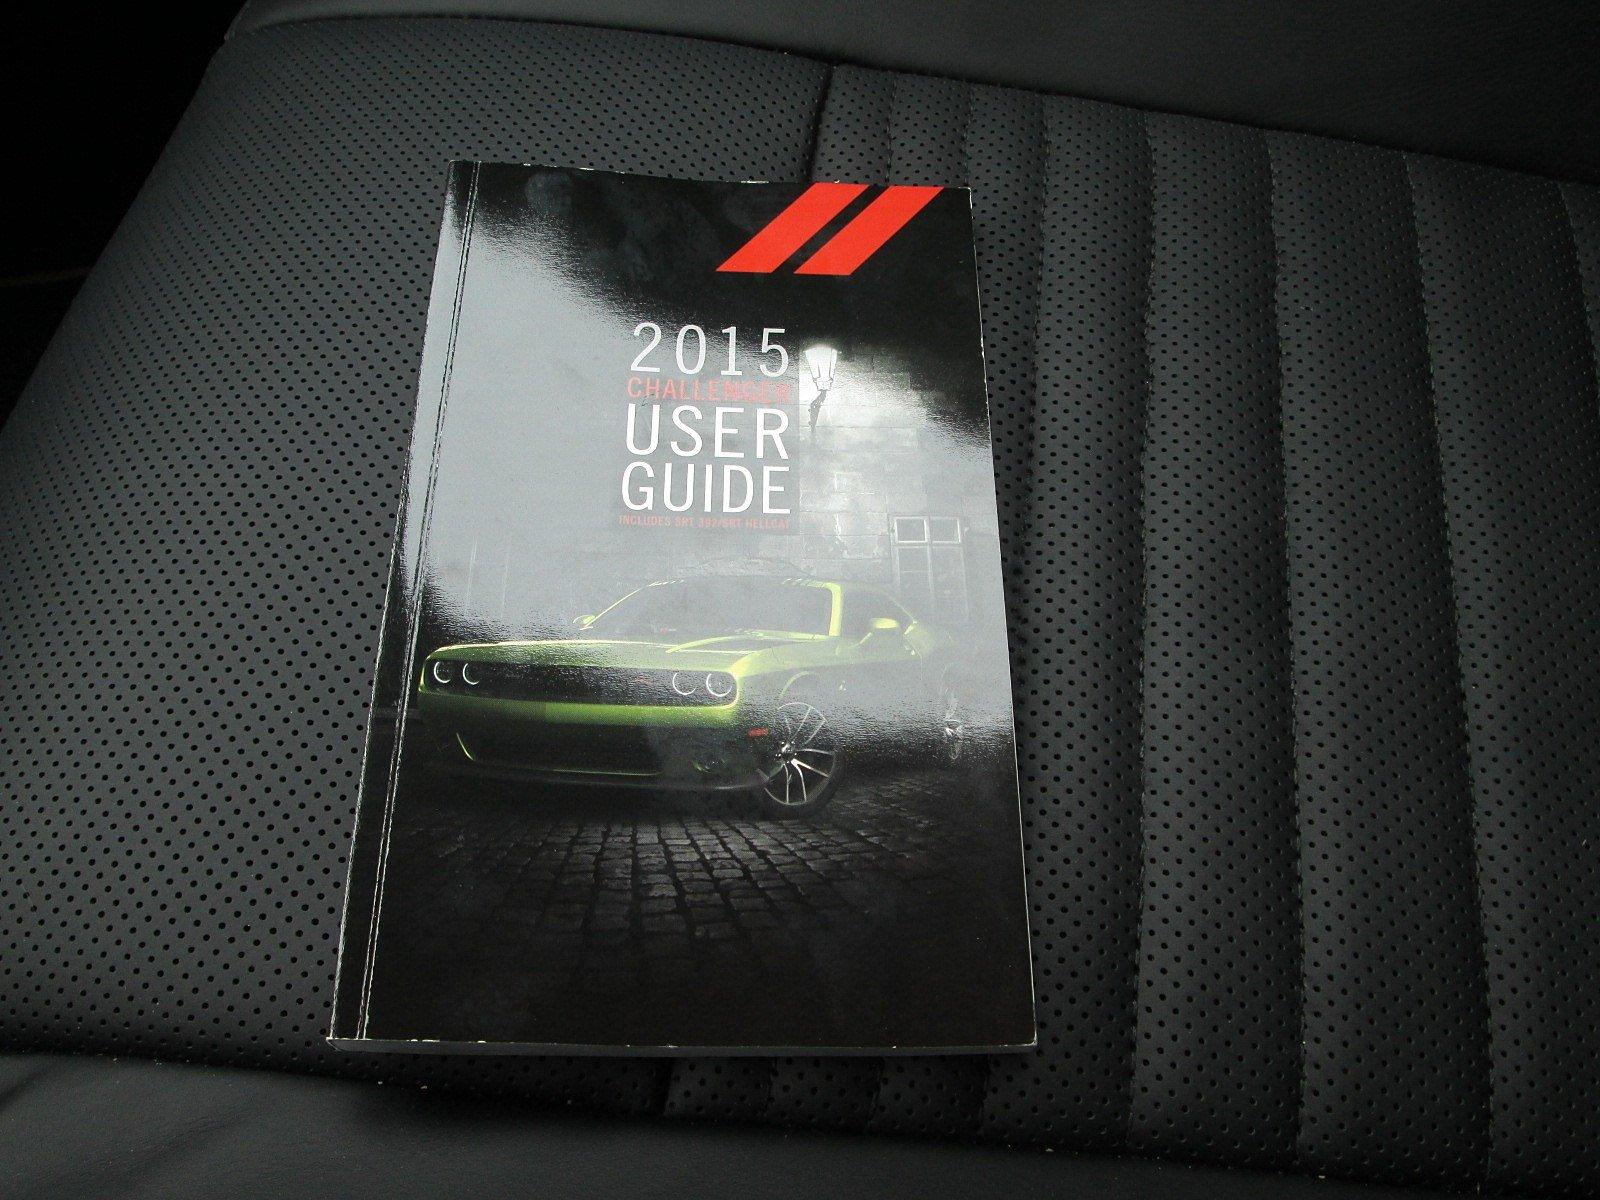 2015
CHALLENGER
USER
GUIDE
INCLUDES SRT 392/SRT HELLCAT